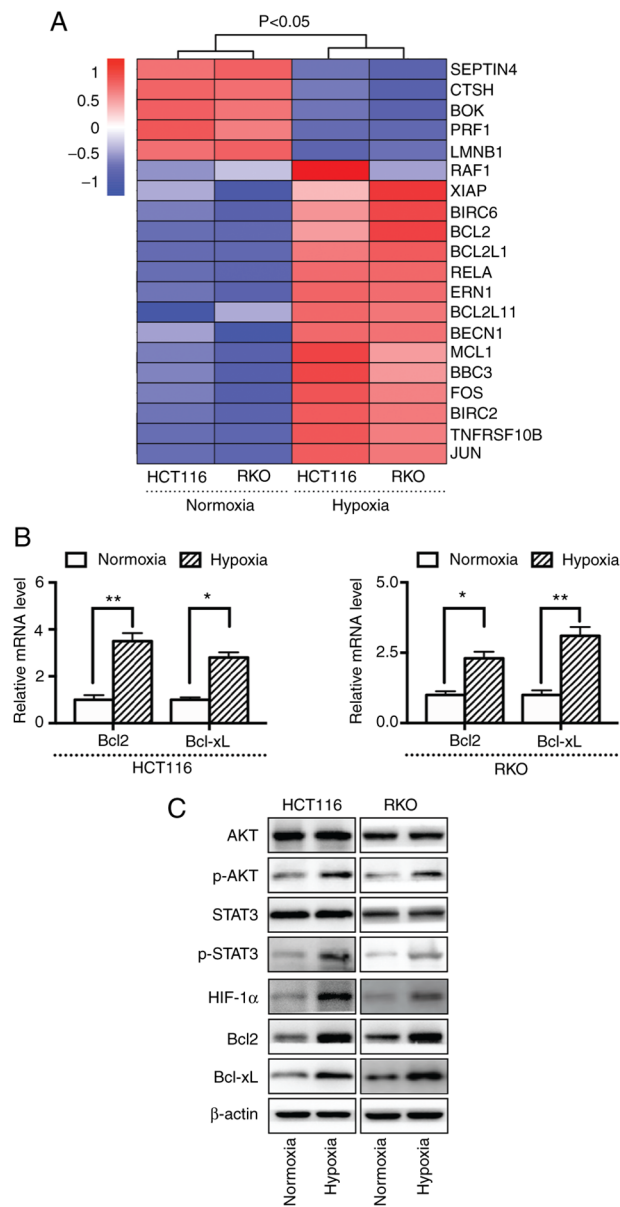 A
P<0.05
1
0.5
0
−0.5
−1
SEPTIN4
CTSH
BOK
PRF1
LMNB1
RAF1
XIAP
BIRC6
BCL2
BCL2L1
RELA
ERN1
BCL2L11
BECN1
MCL1
BBC3
FOS
BIRC2
TNFRSF10B
JUN
HCT116 RKO HCT116 RKO
Normoxia Hypoxia
B
Normoxia Hypoxia
Relative mRNA level
6
4
2
0
** *
Bcl2 Bcl-xL
HCT116
Normoxia Hypoxia
Relative mRNA level
5.0
2.5
0.0
* **
Bcl2 Bcl-xL
RKO
C
HCT116 RKO
AKT
p-AKT
STAT3
p-STAT3
HIF-1α
Bcl2
Bcl-xL
β-actin
Normoxia Hypoxia Normoxia Hypoxia